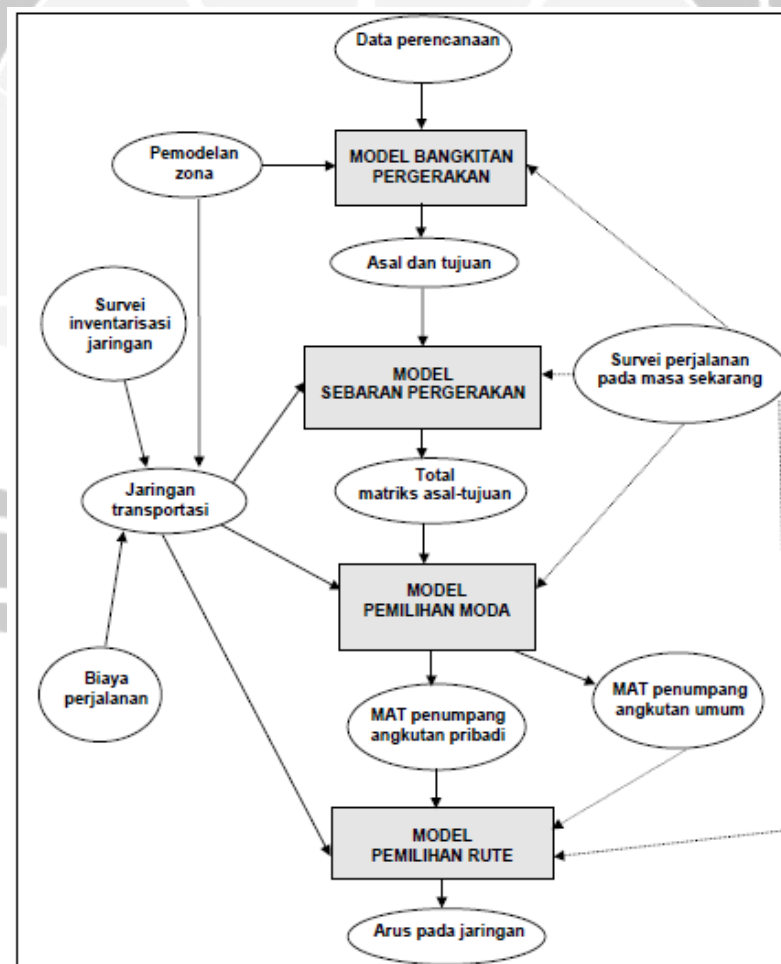 Data perencanaan
Pemodelan
zona
MODEL BANGKITAN
PERGERAKAN
Asal dan tujuan
Survei
inventarisasi
jaringan
MODEL
SEBARAN PERGERAKAN
Survei perjalanan
pada masa sekarang
Total
matriks asal-tujuan
Jaringan
transportasi
MODEL
PEMILIHAN MODA
Biaya
perjalanan
MAT penumpang
angkutan pribadi
MAT penumpang
angkutan umum
MODEL
PEMILIHAN RUTE
Arus pada jaringan